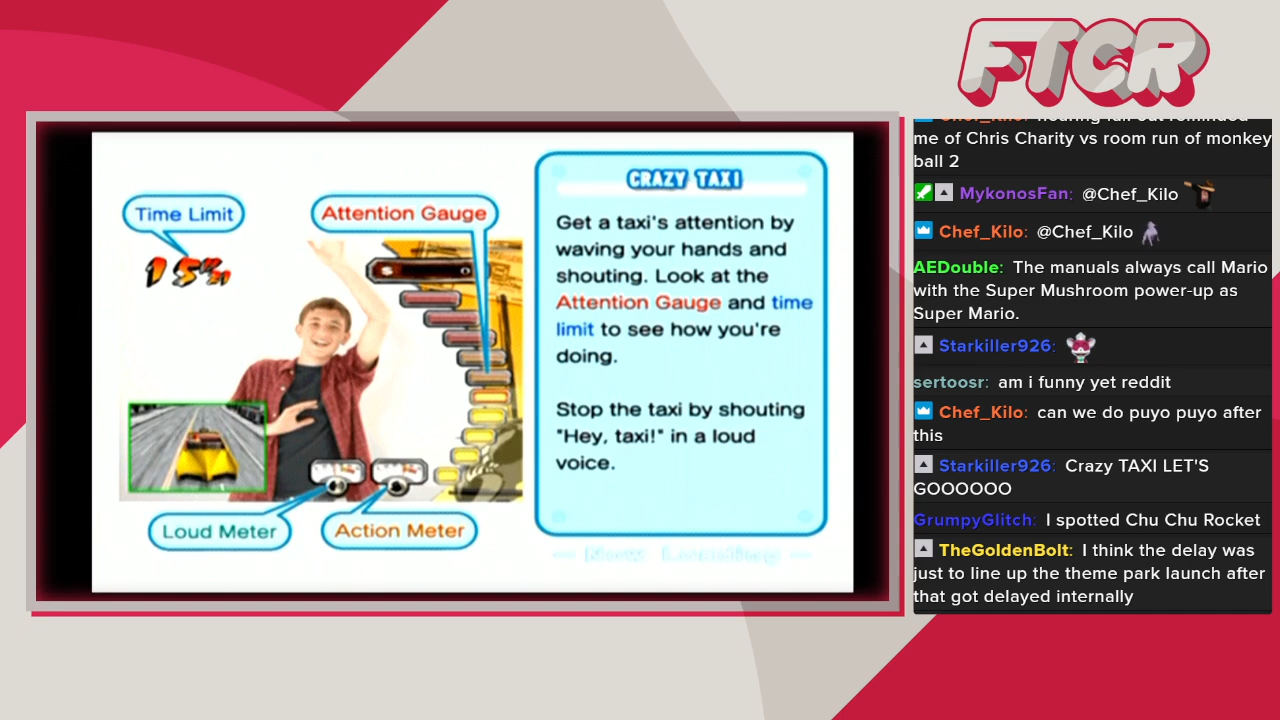 FTCR
CRAZY TAXI
Get a taxi's attention by
waving your hands and
shouting. Look at the
Attention Gauge and time
limit to see how you're
doing.
Stop the taxi by shouting
"Hey, taxi!" in a loud
voice.
Now Loading
Time Limit
Attention Gauge
15"
Loud Meter
Action Meter
me of Chris Charity vs room run of monkey
ball 2
MykonosFan: @Chef_Kilo
Chef_Kilo: @Chef_Kilo
AEDouble: The manuals always call Mario
with the Super Mushroom power-up as
Super Mario.
Starkiller926:
sertoosr: am i funny yet reddit
Chef_Kilo: can we do puyo puyo after
this
Starkiller926: Crazy TAXI LET'S
GOOOOOO
GrumpyGlitch: I spotted Chu Chu Rocket
TheGoldenBolt: I think the delay was
just to line up the theme park launch after
that got delayed internally